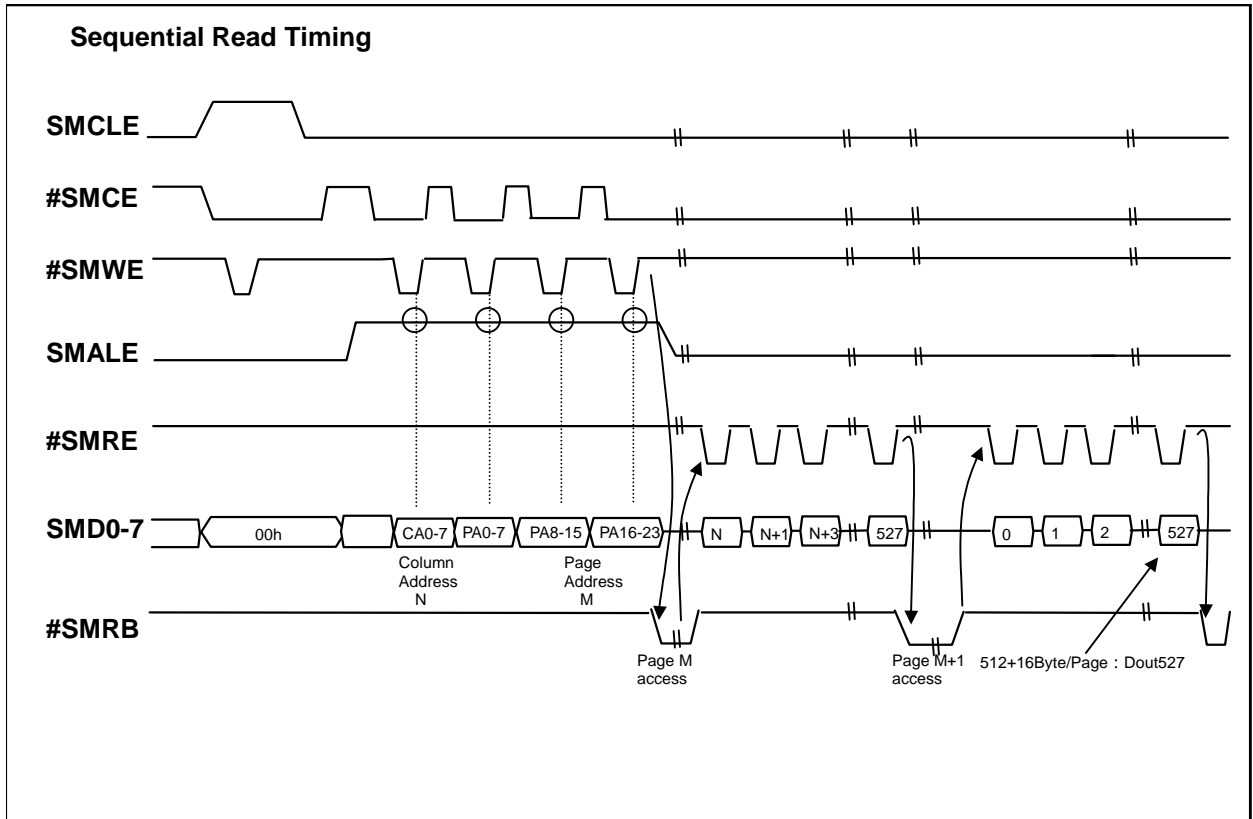 Sequential Read Timing
SMCLE
#SMCE
#SMWE
SMALE
#SMRE
SMD0-7
00h
CA0-7
PA0-7
PA8-15
PA16-23
N
N+1
N+3
527
0
1
2
527
Column
Address
N
Page
Address
M
#SMRB
Page M
access
Page M+1
access
512+16Byte/Page : Dout527